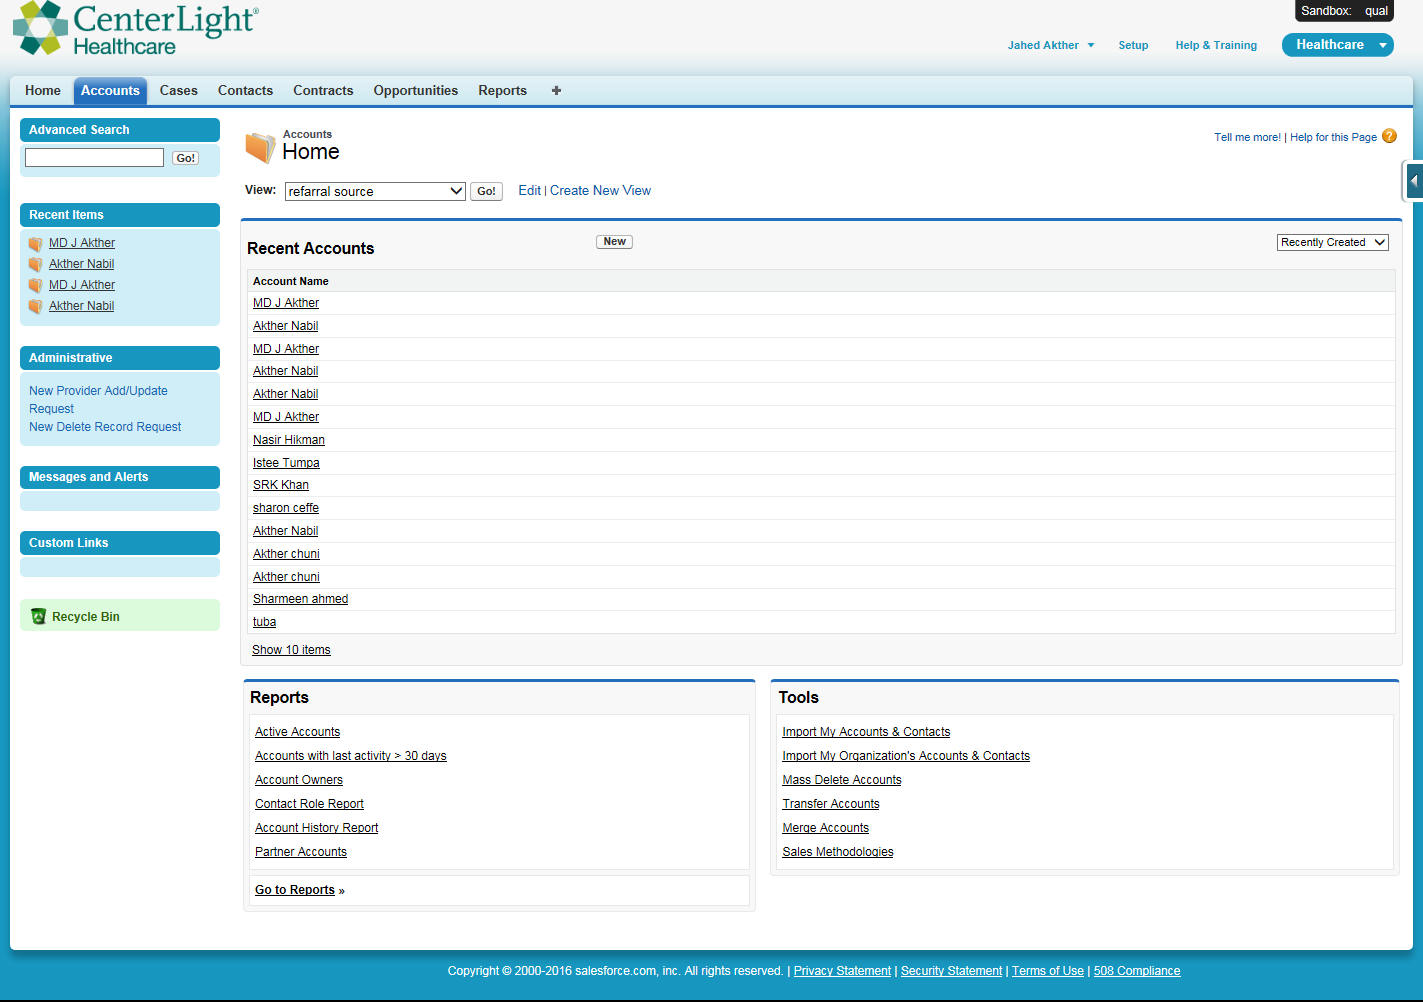 CenterLight®
Healthcare
Sandbox: qual
Jahed Akther Setup Help & Training Healthcare
Home Accounts Cases Contacts Contracts Opportunities Reports +
Advanced Search
Go!
Recent Items
MD J Akther
Akther Nabil
MD J Akther
Akther Nabil
Administrative
New Provider Add/Update
Request
New Delete Record Request
Messages and Alerts
Custom Links
Recycle Bin
Accounts
Home
Tell me more! | Help for this Page ?
View: refarral source Go! Edit | Create New View
Recent Accounts New Recently Created
Account Name
MD J Akther
Akther Nabil
MD J Akther
Akther Nabil
Akther Nabil
MD J Akther
Nasir Hikman
Istee Tumpa
SRK Khan
sharon ceffe
Akther Nabil
Akther chuni
Akther chuni
Sharmeen ahmed
tuba
Show 10 items
Reports
Active Accounts
Accounts with last activity > 30 days
Account Owners
Contact Role Report
Account History Report
Partner Accounts
Go to Reports »
Tools
Import My Accounts & Contacts
Import My Organization's Accounts & Contacts
Mass Delete Accounts
Transfer Accounts
Merge Accounts
Sales Methodologies
Copyright © 2000-2016 salesforce.com, inc. All rights reserved. | Privacy Statement | Security Statement | Terms of Use | 508 Compliance